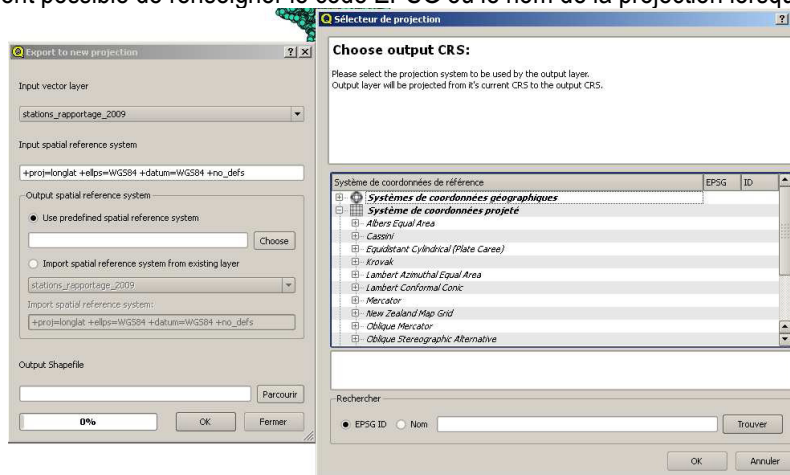 nt possible de renseigner le code EPSG ou le nom de la projection lorsqu
Export to new projection
Input vector layer
stations_rapportage_2009
Input spatial reference system
+proj=longlat +ellps=WGS84 +datum=WGS84 +no_defs
Output spatial reference system
Use predefined spatial reference system
Choose
Import spatial reference system from existing layer
stations_rapportage_2009
Import spatial reference system:
+proj=longlat +ellps=WGS84 +datum=WGS84 +no_defs
Output Shapefile
Parcourir
0%
OK
Fermer
Sélecteur de projection
Choose output CRS:
Please select the projection system to be used by the output layer.
Output layer will be projected from it's current CRS to the output CRS.
Système de coordonnées de référence EPSG ID
Systèmes de coordonnées géographiques
Système de coordonnées projeté
Albers Equal Area
Cassini
Equidistant Cylindrical (Plate Caree)
Krovak
Lambert Azimuthal Equal Area
Lambert Conformal Conic
Mercator
New Zealand Map Grid
Oblique Mercator
Oblique Stereographic Alternative
Rechercher
EPSG ID Nom
Trouver
OK
Annuler